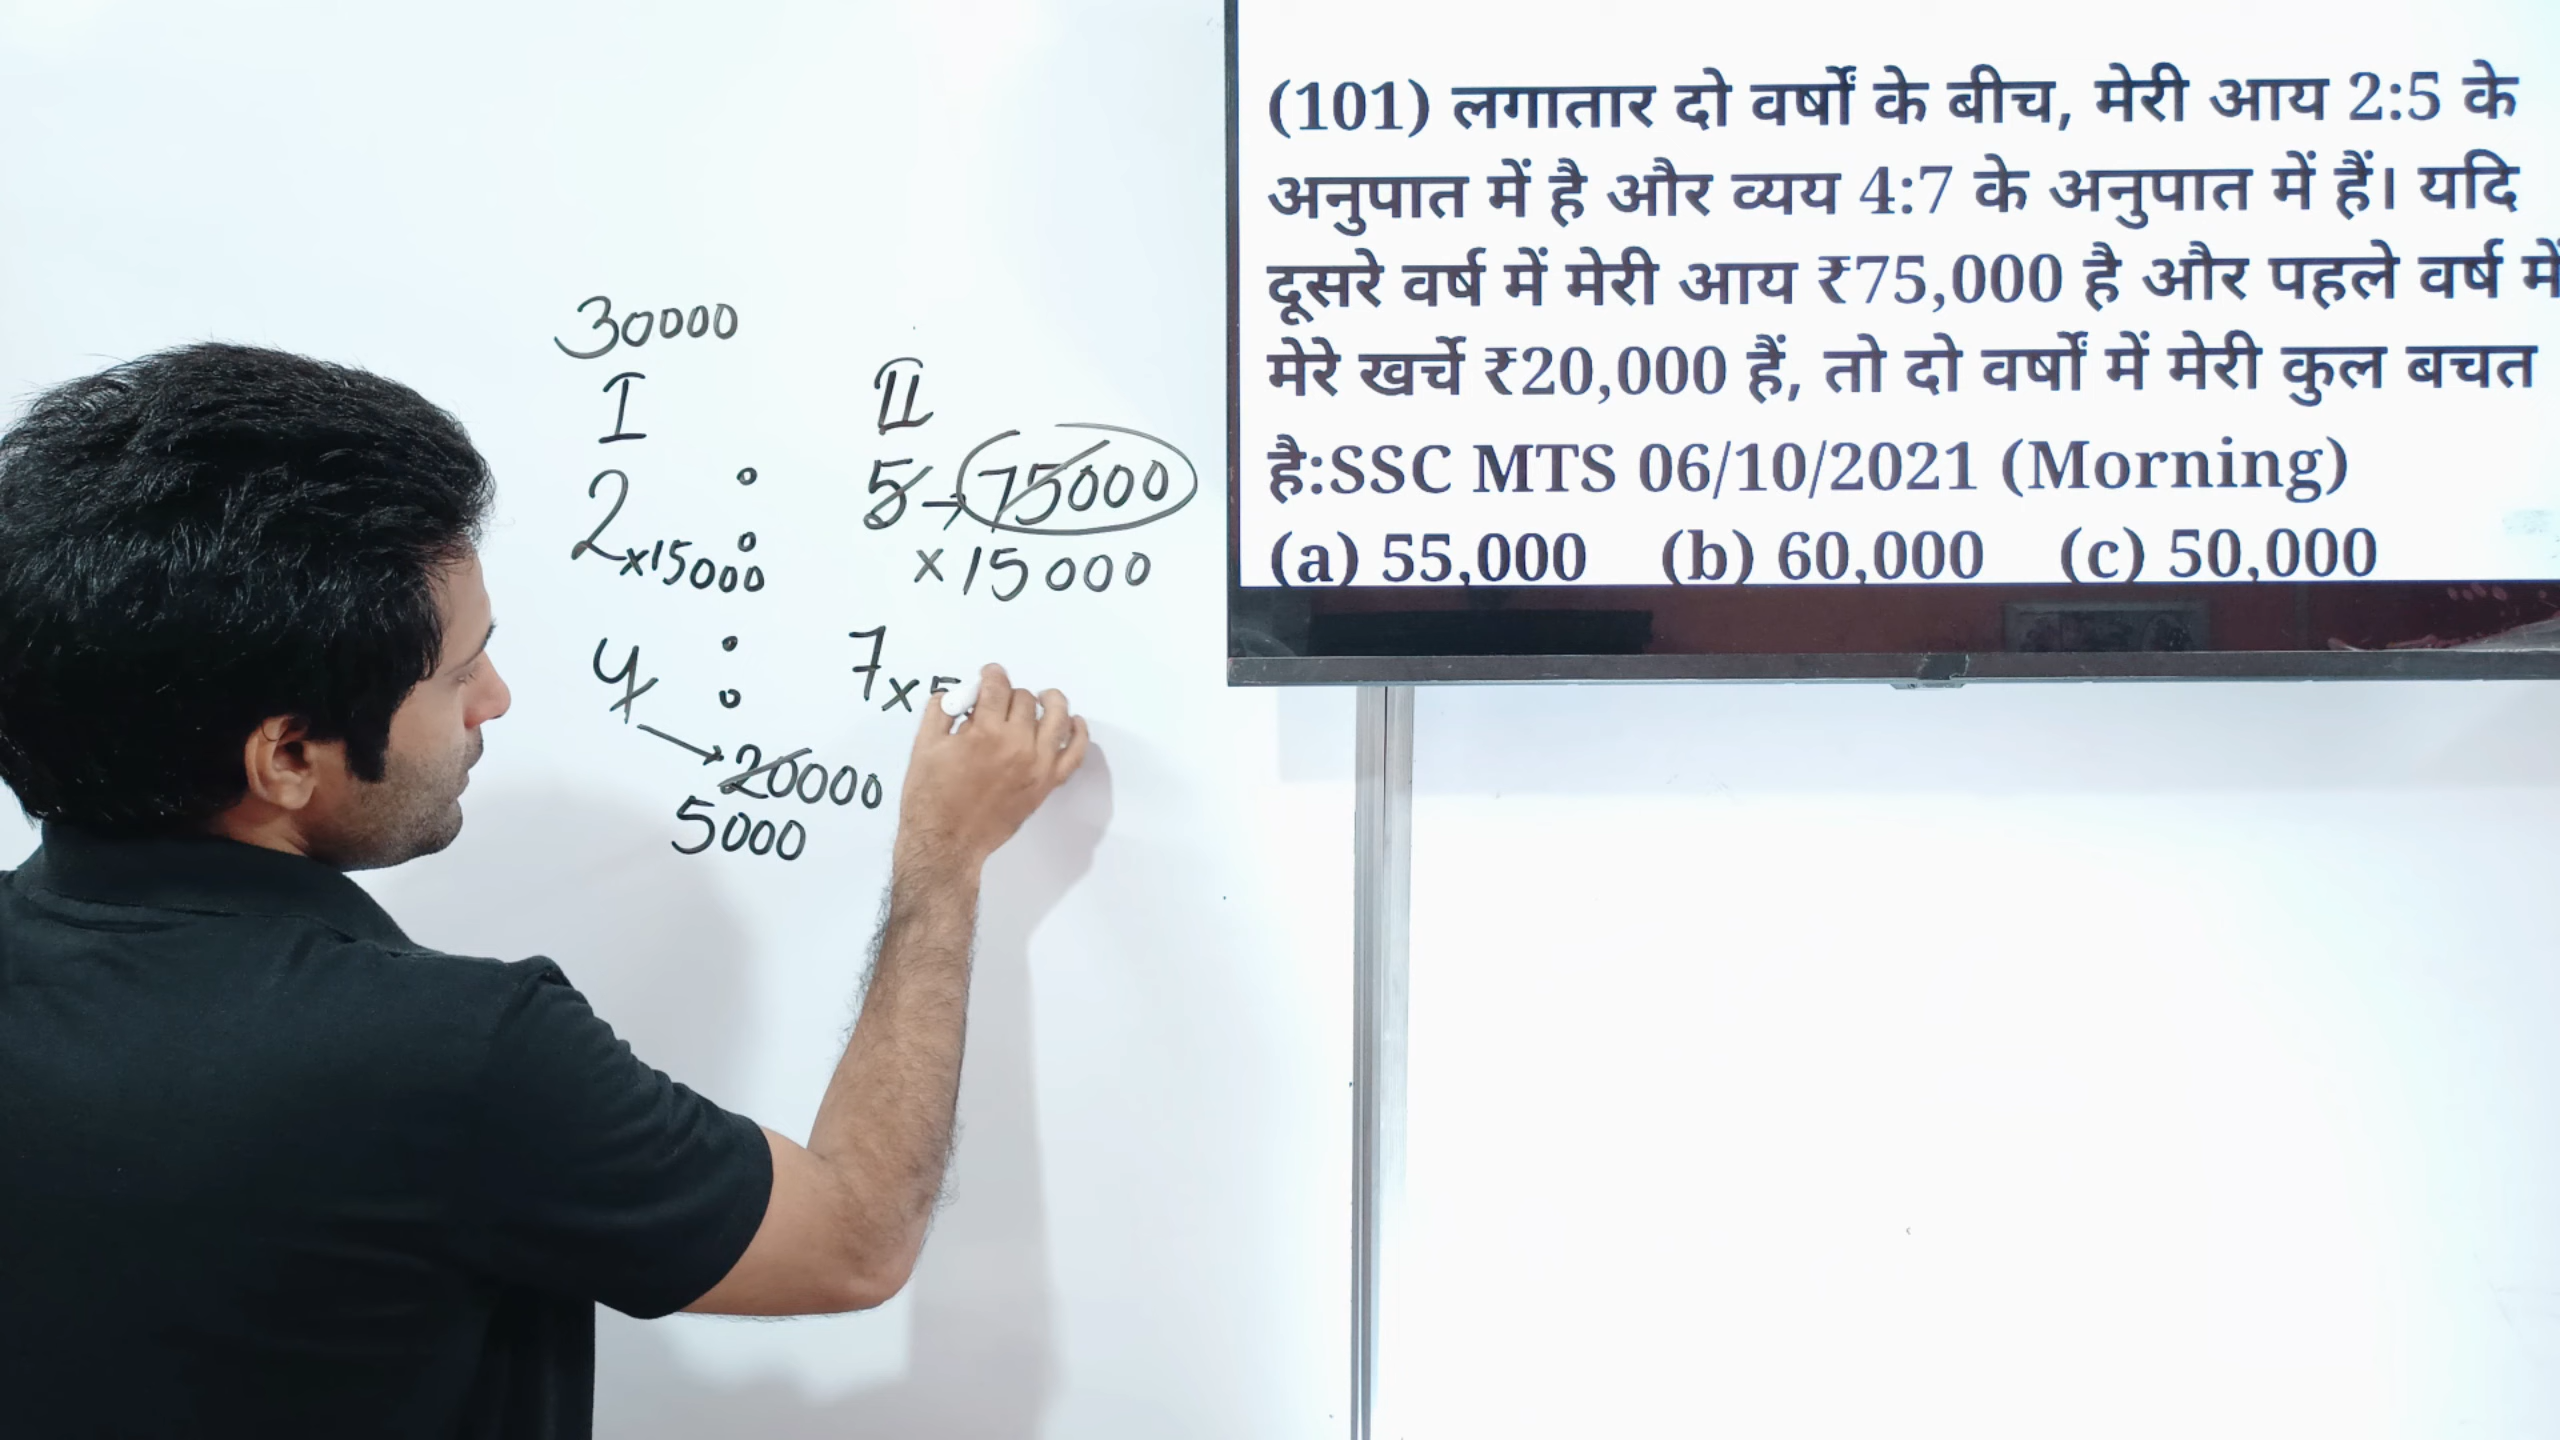 30000
I II
2 : 5 → 75000
×15000 ×15000
4 : 7×5
→ 20000
5000
(101) लगातार दो वर्षों के बीच, मेरी आय 2:5 के
अनुपात में है और व्यय 4:7 के अनुपात में हैं। यदि
दूसरे वर्ष में मेरी आय ₹75,000 है और पहले वर्ष में
मेरे खर्चे ₹20,000 हैं, तो दो वर्षों में मेरी कुल बचत
है:SSC MTS 06/10/2021 (Morning)
(a) 55,000 (b) 60,000 (c) 50,000